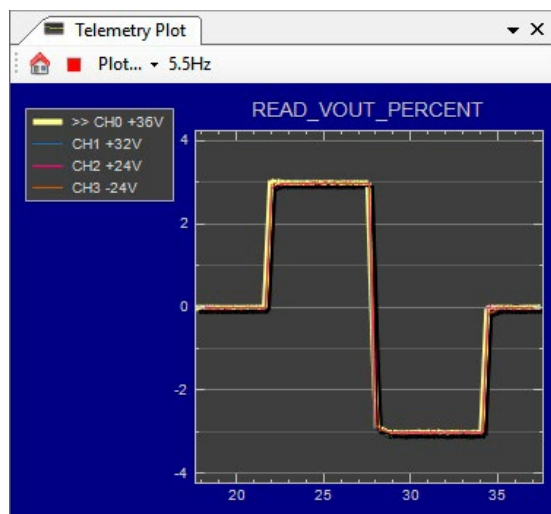 Telemetry Plot
Plot... 5.5Hz
READ_VOUT_PERCENT
>> CH0 +36V
CH1 +32V
CH2 +24V
CH3 -24V
4
2
0
-2
-4
20 25 30 35